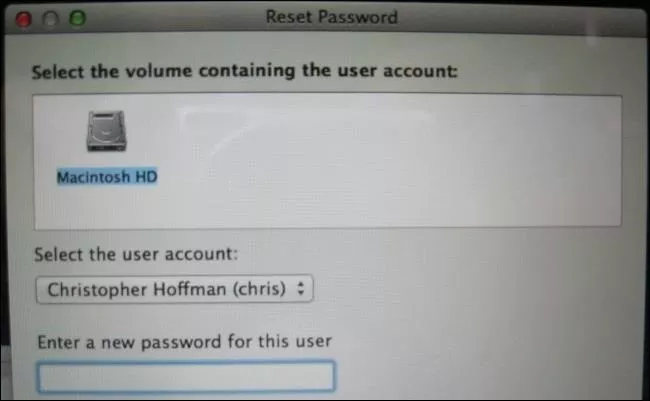 Reset Password
Select the volume containing the user account:
Macintosh HD
Select the user account:
Christopher Hoffman (chris)
Enter a new password for this user